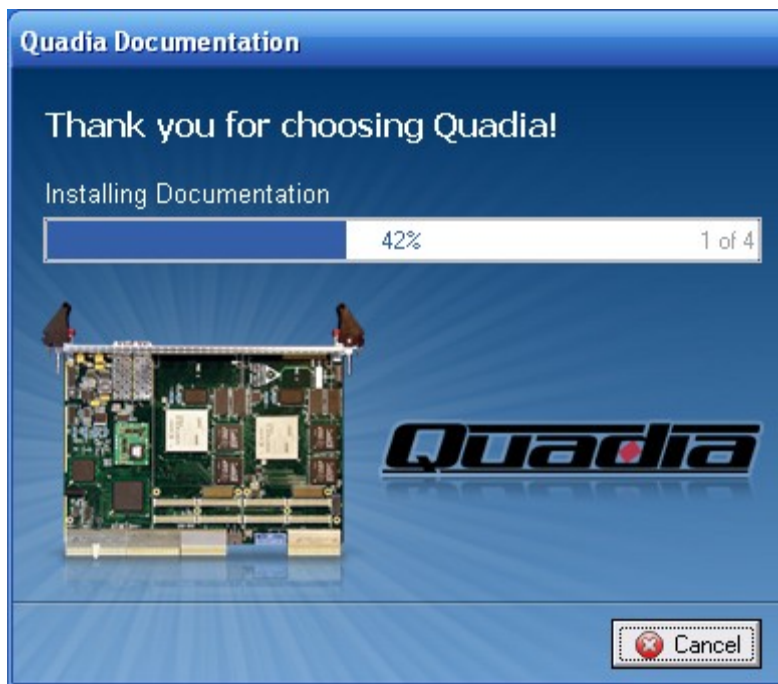 Quadia Documentation
Thank you for choosing Quadia!
Installing Documentation
42%
1 of 4
Quadia
Cancel